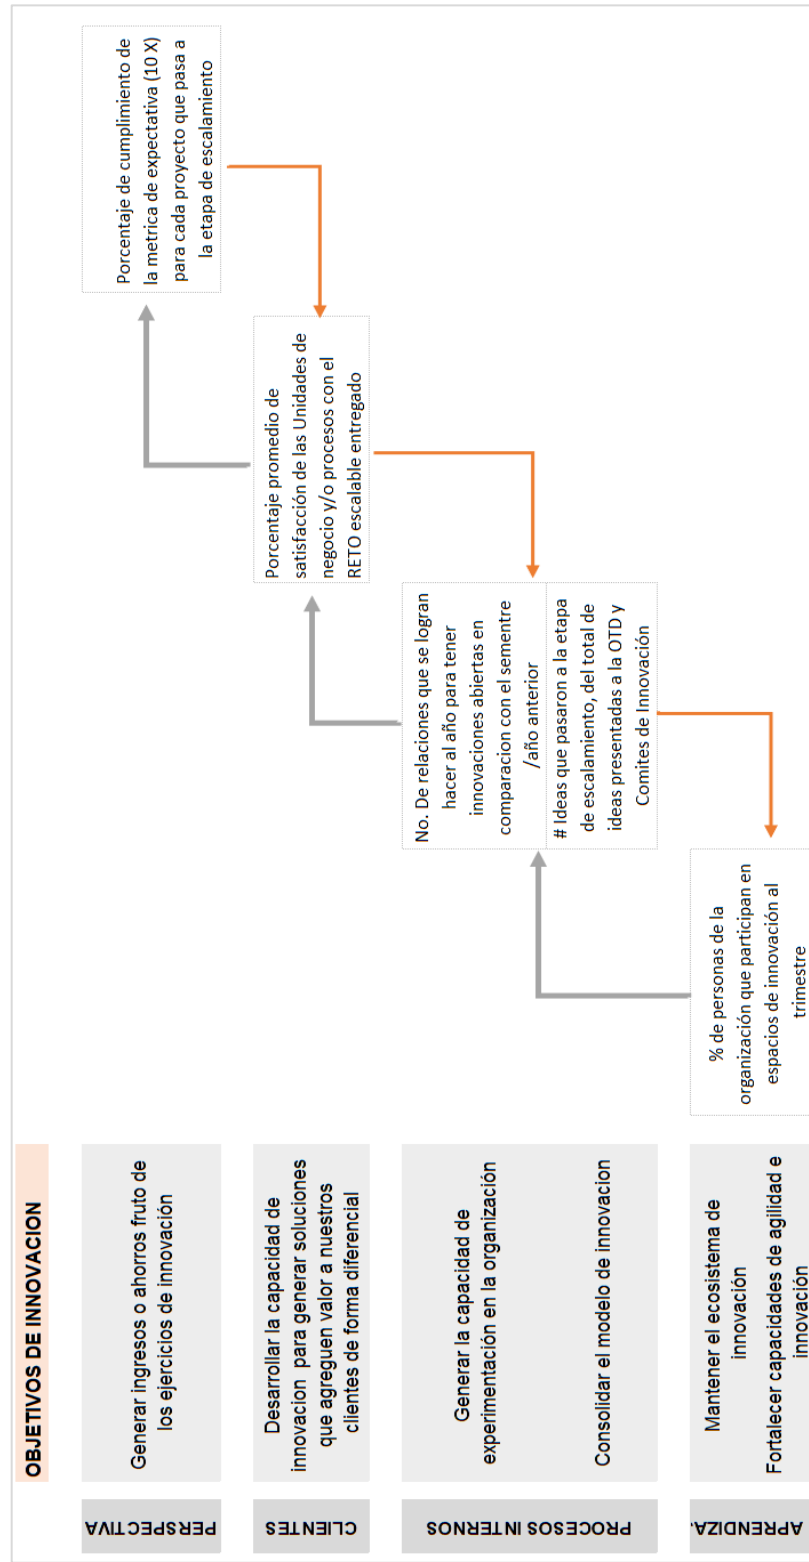 OBJETIVOS DE INNOVACION
PERSPECTIVA
Generar ingresos o ahorros fruto de
los ejercicios de innovación
Porcentaje de cumplimiento de
la metrica de expectativa (10 X)
para cada proyecto que pasa a
la etapa de escalamiento
CLIENTES
Desarrollar la capacidad de
innovacion para generar soluciones
que agreguen valor a nuestros
clientes de forma diferencial
Porcentaje promedio de
satisfacción de las Unidades de
negocio y/o procesos con el
RETO escalable entregado
PROCESOS INTERNOS
Generar la capacidad de
experimentación en la organización
Consolidar el modelo de innovacion
No. De relaciones que se logran
hacer al año para tener
innovaciones abiertas en
comparacion con el sementre
/año anterior
# Ideas que pasaron a la etapa
de escalamiento, del total de
ideas presentadas a la OTD y
Comites de Innovación
APRENDIZA.
Mantener el ecosistema de
innovación
Fortalecer capacidades de agilidad e
innovación
% de personas de la
organización que participan en
espacios de innovación al
trimestre